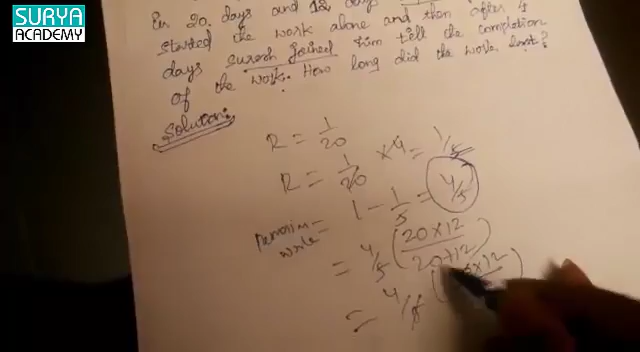 SURYA
ACADEMY
in 20 days and 12 days
started the work alone and then after 4
days suresh joined him till the completion
of the work. How long did the work last?
Solution:
R = 1/20
R = 1/20 × 4 = 1/5
1 - 1/5 = 4/5
work
= 4/5 (20×12/20+12)
= 4/5 ( ×12 )